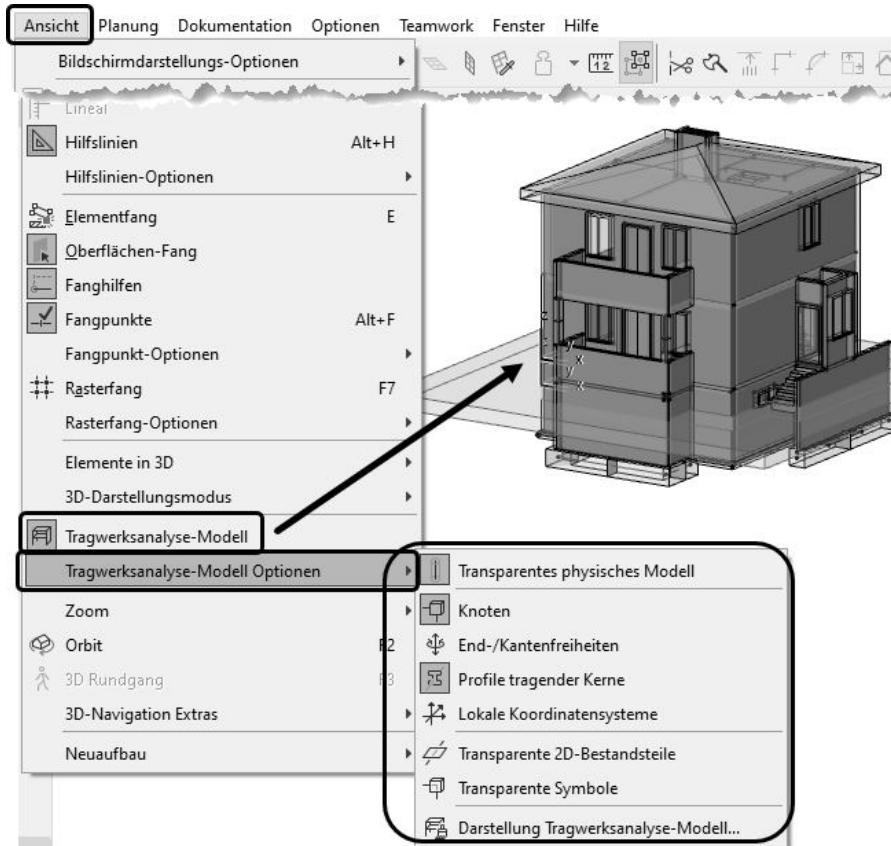 Ansicht Planung Dokumentation Optionen Teamwork Fenster Hilfe
Bildschirmdarstellungs-Optionen
1 2
Lineal
Hilfslinien Alt+H
Hilfslinien-Optionen
Elementfang E
Oberflächen-Fang
Fanghilfen
Fangpunkte Alt+F
Fangpunkt-Optionen
Rasterfang F7
Rasterfang-Optionen
Elemente in 3D
3D-Darstellungsmodus
Tragwerksanalyse-Modell
Tragwerksanalyse-Modell Optionen
Zoom
Orbit F2
3D Rundgang F3
3D-Navigation Extras
Neuaufbau
z
y
x
y
x
Transparentes physisches Modell
Knoten
End-/Kantenfreiheiten
Profile tragender Kerne
Lokale Koordinatensysteme
Transparente 2D-Bestandteile
Transparente Symbole
Darstellung Tragwerksanalyse-Modell...